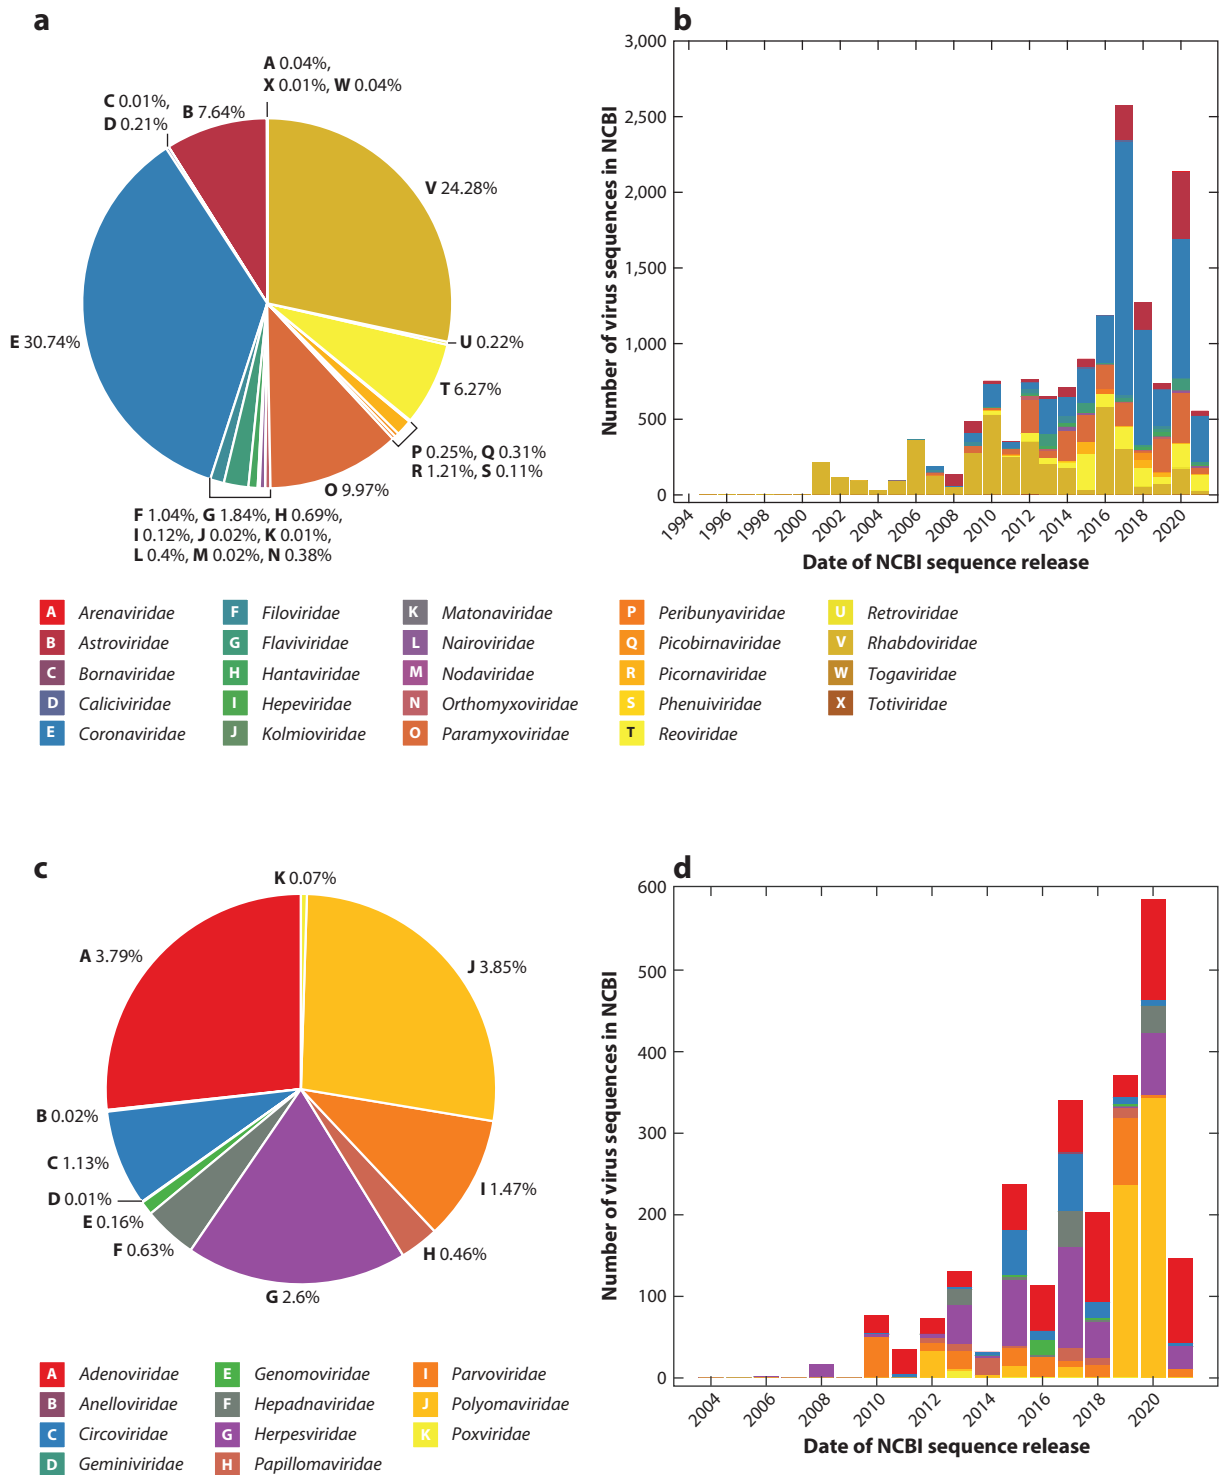 a
A 0.04%,
X 0.01%, W 0.04%
C 0.01%,
D 0.21%
B 7.64%
V 24.28%
E 30.74%
U 0.22%
T 6.27%
P 0.25%, Q 0.31%
R 1.21%, S 0.11%
O 9.97%
F 1.04%, G 1.84%, H 0.69%,
I 0.12%, J 0.02%, K 0.01%,
L 0.4%, M 0.02%, N 0.38%
b
Number of virus sequences in NCBI
3,000
2,500
2,000
1,500
1,000
500
0
1994 1996 1998 2000 2002 2004 2006 2008 2010 2012 2014 2016 2018 2020
Date of NCBI sequence release
A Arenaviridae
B Astroviridae
C Bornaviridae
D Caliciviridae
E Coronaviridae
F Filoviridae
G Flaviviridae
H Hantaviridae
I Hepeviridae
J Kolmioviridae
K Matonaviridae
L Nairoviridae
M Nodaviridae
N Orthomyxoviridae
O Paramyxoviridae
P Peribunyaviridae
Q Picobirnaviridae
R Picornaviridae
S Phenuiviridae
T Reoviridae
U Retroviridae
V Rhabdoviridae
W Togaviridae
X Totiviridae
c
K 0.07%
A 3.79%
J 3.85%
B 0.02%
C 1.13%
D 0.01%
E 0.16%
F 0.63%
G 2.6%
H 0.46%
I 1.47%
d
Number of virus sequences in NCBI
600
500
400
300
200
100
0
2004 2006 2008 2010 2012 2014 2016 2018 2020
Date of NCBI sequence release
A Adenoviridae
B Anelloviridae
C Circoviridae
D Geminiviridae
E Genomoviridae
F Hepadnaviridae
G Herpesviridae
H Papillomaviridae
I Parvoviridae
J Polyomaviridae
K Poxviridae